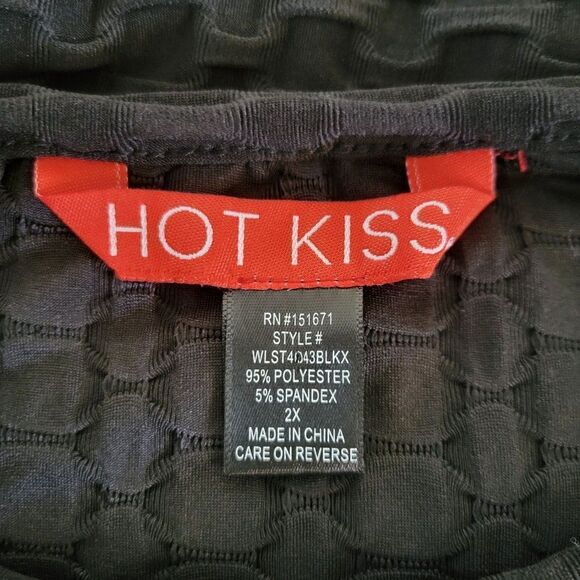 HOT KISS
RN #151671
STYLE #
WLST4043BLKX
95% POLYESTER
5% SPANDEX
2X
MADE IN CHINA
CARE ON REVERSE